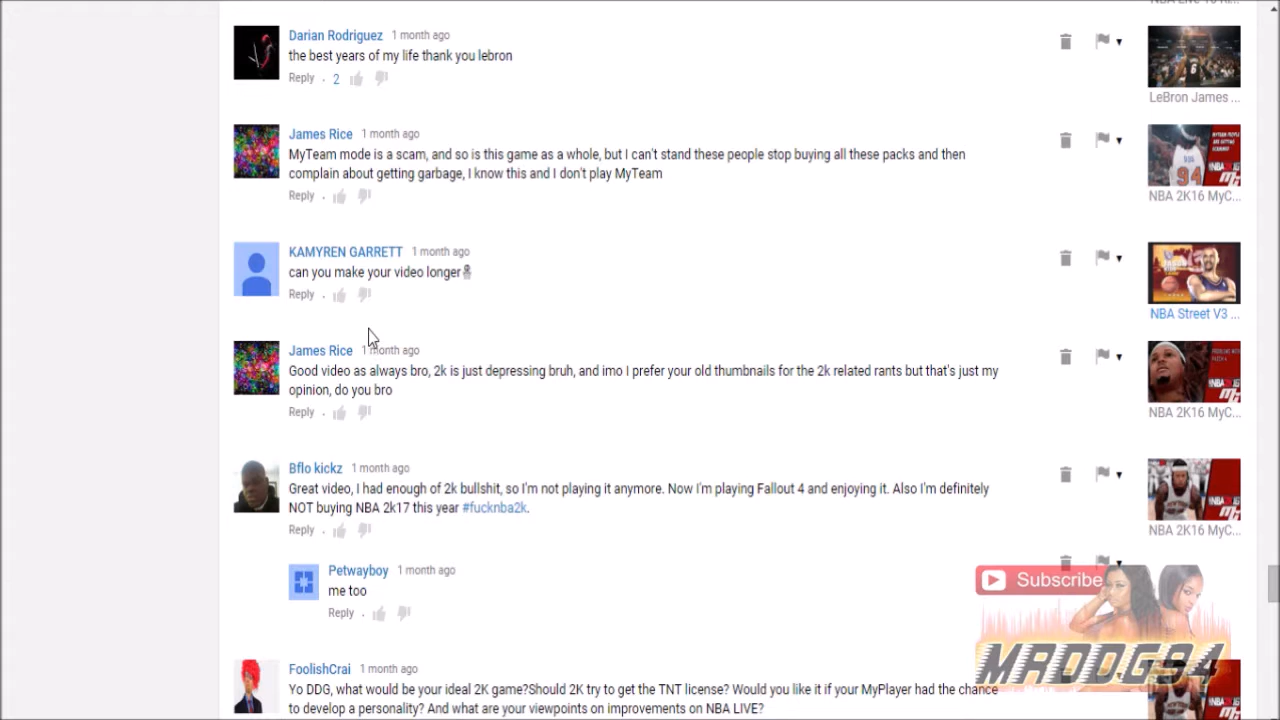 Darian Rodriguez 1 month ago
the best years of my life thank you lebron
Reply . 2
LeBron James ...
James Rice 1 month ago
MyTeam mode is a scam, and so is this game as a whole, but I can't stand these people stop buying all these packs and then
complain about getting garbage, I know this and I don't play MyTeam
Reply .
94
NBA 2K16 MyC...
KAMYREN GARRETT 1 month ago
can you make your video longer
Reply .
NBA Street V3 ...
James Rice 1 month ago
Good video as always bro, 2k is just depressing bruh, and imo I prefer your old thumbnails for the 2k related rants but that's just my
opinion, do you bro
Reply .
NBA 2K16 MyC...
Bflo kickz 1 month ago
Great video, I had enough of 2k bullshit, so I'm not playing it anymore. Now I'm playing Fallout 4 and enjoying it. Also I'm definitely
NOT buying NBA 2k17 this year #fucknba2k.
Reply .
NBA 2K16 MyC...
Petwayboy 1 month ago
me too
Reply .
Subscribe
MRDDG94
FoolishCrai 1 month ago
Yo DDG, what would be your ideal 2K game?Should 2K try to get the TNT license? Would you like it if your MyPlayer had the chance
to develop a personality? And what are your viewpoints on improvements on NBA LIVE?